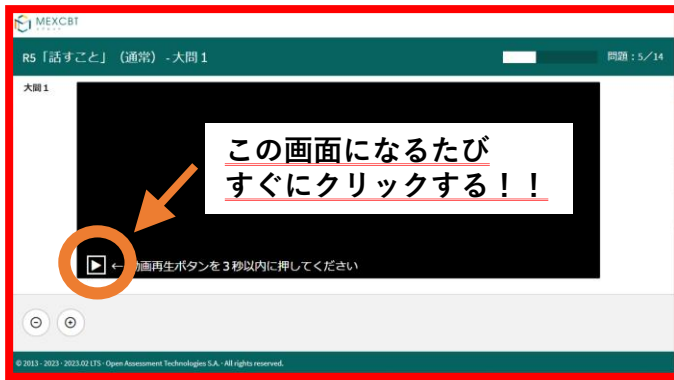 MEXCBT
R5「話すこと」（通常）-大問1
問題：5／14
大問1
この画面になるたび
すぐにクリックする！！
← 動画再生ボタンを3秒以内に押してください
© 2013 - 2023 · 2023.02 LTS · Open Assessment Technologies S.A. · All rights reserved.